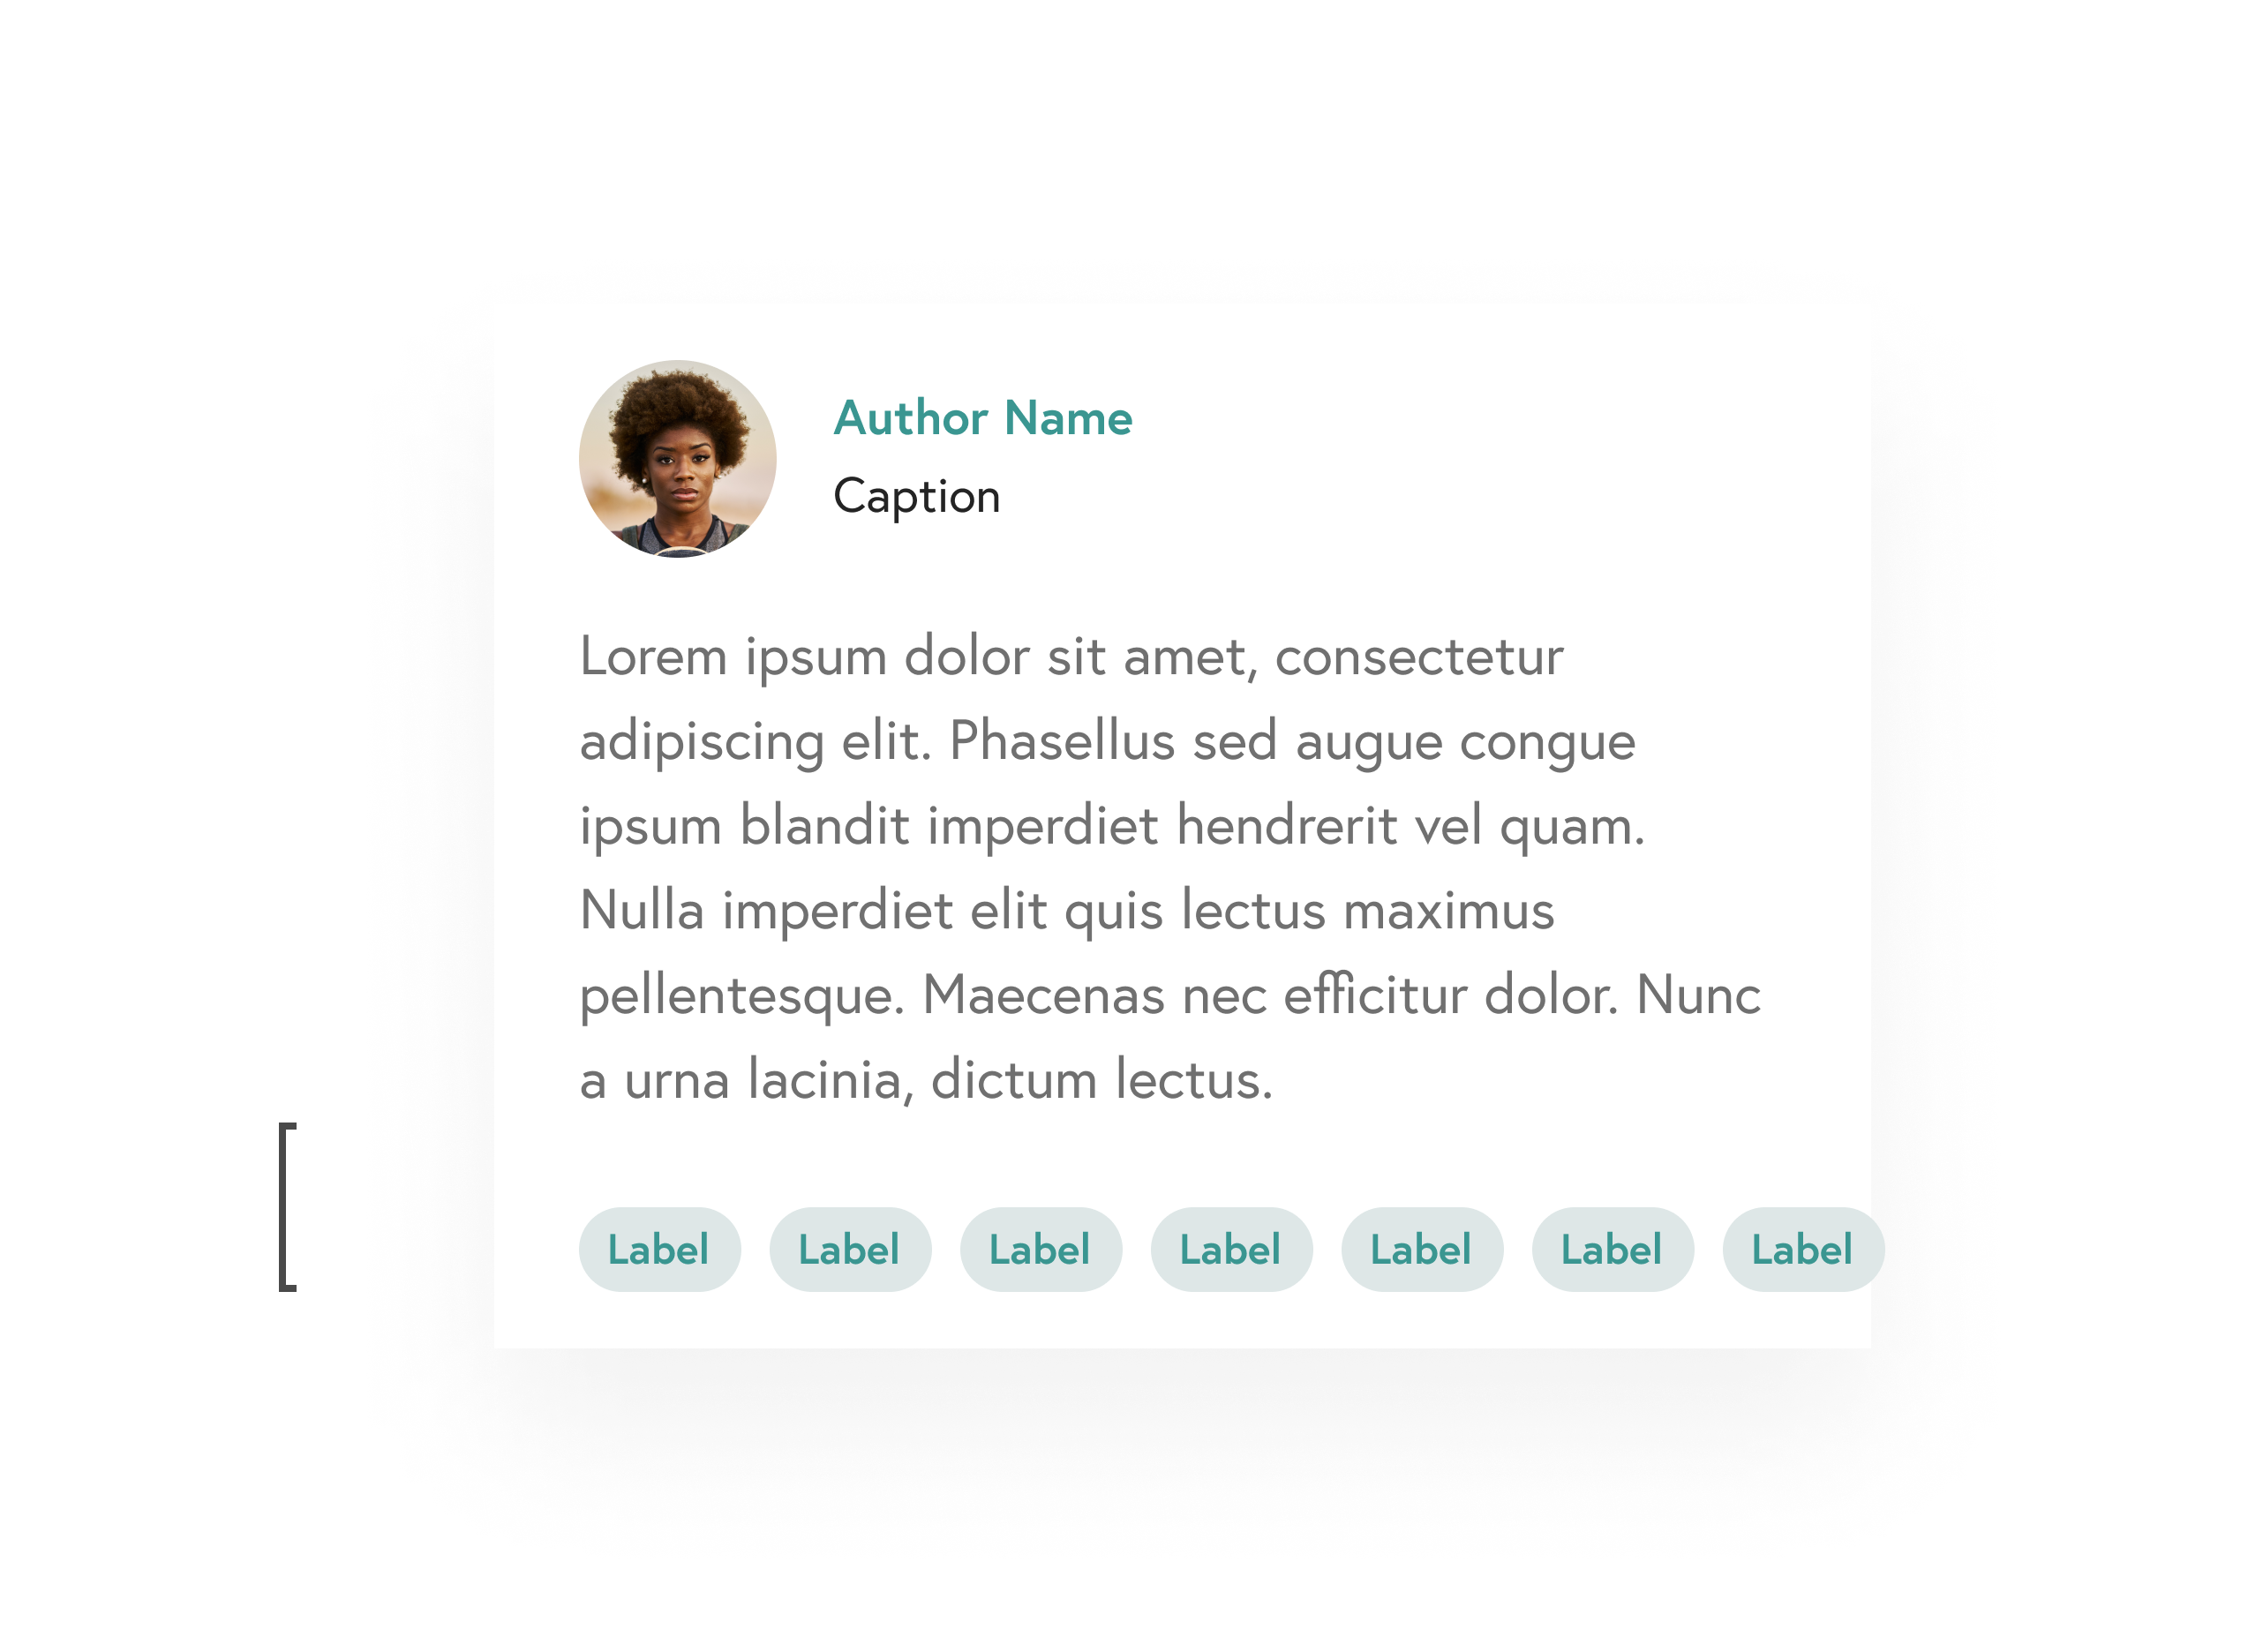 Author Name
Caption
Lorem ipsum dolor sit amet, consectetur
adipiscing elit. Phasellus sed augue congue
ipsum blandit imperdiet hendrerit vel quam.
Nulla imperdiet elit quis lectus maximus
pellentesque. Maecenas nec efficitur dolor. Nunc
a urna lacinia, dictum lectus.
Label Label Label Label Label Label Label